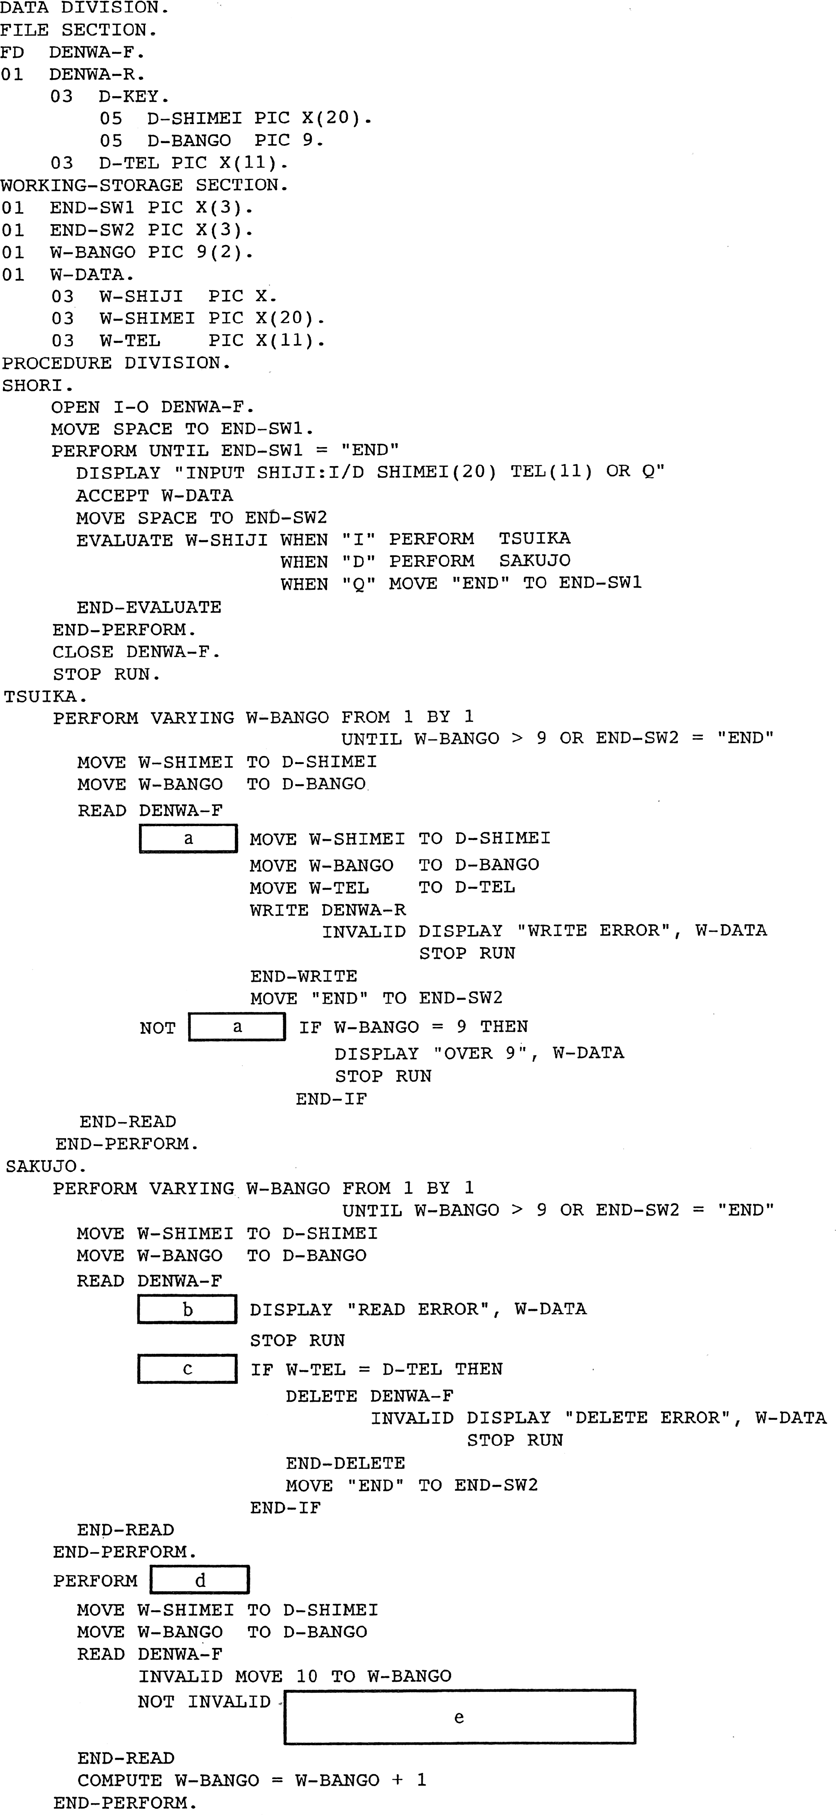 DATA DIVISION.
FILE SECTION.
FD  DENWA-F.
01  DENWA-R.
    03  D-KEY.
        05  D-SHIMEI PIC X(20).
        05  D-BANGO  PIC 9.
    03  D-TEL PIC X(11).
WORKING-STORAGE SECTION.
01  END-SW1 PIC X(3).
01  END-SW2 PIC X(3).
01  W-BANGO PIC 9(2).
01  W-DATA.
    03  W-SHIJI  PIC X.
    03  W-SHIMEI PIC X(20).
    03  W-TEL    PIC X(11).
PROCEDURE DIVISION.
SHORI.
    OPEN I-O DENWA-F.
    MOVE SPACE TO END-SW1.
    PERFORM UNTIL END-SW1 = "END"
      DISPLAY "INPUT SHIJI:I/D SHIMEI(20) TEL(11) OR Q"
      ACCEPT W-DATA
      MOVE SPACE TO END-SW2
      EVALUATE W-SHIJI WHEN "I" PERFORM  TSUIKA
                       WHEN "D" PERFORM  SAKUJO
                       WHEN "Q" MOVE "END" TO END-SW1
      END-EVALUATE
    END-PERFORM.
    CLOSE DENWA-F.
    STOP RUN.
TSUIKA.
    PERFORM VARYING W-BANGO FROM 1 BY 1
                            UNTIL W-BANGO > 9 OR END-SW2 = "END"
      MOVE W-SHIMEI TO D-SHIMEI
      MOVE W-BANGO  TO D-BANGO
      READ DENWA-F
           a   MOVE W-SHIMEI TO D-SHIMEI
               MOVE W-BANGO  TO D-BANGO
               MOVE W-TEL    TO D-TEL
               WRITE DENWA-R
                     INVALID DISPLAY "WRITE ERROR", W-DATA
                             STOP RUN
               END-WRITE
               MOVE "END" TO END-SW2
           NOT a   IF W-BANGO = 9 THEN
                      DISPLAY "OVER 9", W-DATA
                      STOP RUN
                   END-IF
      END-READ
    END-PERFORM.
SAKUJO.
    PERFORM VARYING W-BANGO FROM 1 BY 1
                            UNTIL W-BANGO > 9 OR END-SW2 = "END"
      MOVE W-SHIMEI TO D-SHIMEI
      MOVE W-BANGO  TO D-BANGO
      READ DENWA-F
           b   DISPLAY "READ ERROR", W-DATA
               STOP RUN
           c   IF W-TEL = D-TEL THEN
                  DELETE DENWA-F
                         INVALID DISPLAY "DELETE ERROR", W-DATA
                                 STOP RUN
                  END-DELETE
                  MOVE "END" TO END-SW2
               END-IF
      END-READ
    END-PERFORM.
    PERFORM d
      MOVE W-SHIMEI TO D-SHIMEI
      MOVE W-BANGO  TO D-BANGO
      READ DENWA-F
           INVALID MOVE 10 TO W-BANGO
           NOT INVALID e
      END-READ
      COMPUTE W-BANGO = W-BANGO + 1
    END-PERFORM.